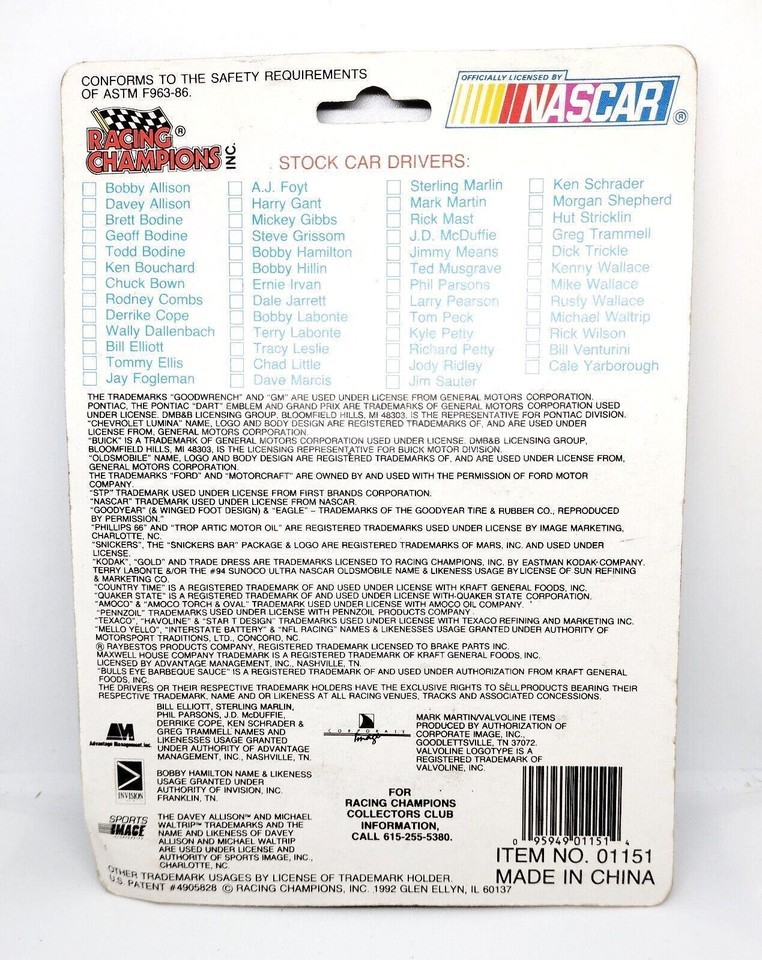 CONFORMS TO THE SAFETY REQUIREMENTS
OF ASTM F963-86.
OFFICIALLY LICENSED BY
NASCAR ®
RACING ®
CHAMPIONS INC.
STOCK CAR DRIVERS:
Bobby Allison
Davey Allison
Brett Bodine
Geoff Bodine
Todd Bodine
Ken Bouchard
Chuck Bown
Rodney Combs
Derrike Cope
Wally Dallenbach
Bill Elliott
Tommy Ellis
Jay Fogleman
A.J. Foyt
Harry Gant
Mickey Gibbs
Steve Grissom
Bobby Hamilton
Bobby Hillin
Ernie Irvan
Dale Jarrett
Bobby Labonte
Terry Labonte
Tracy Leslie
Chad Little
Dave Marcis
Sterling Marlin
Mark Martin
Rick Mast
J.D. McDuffie
Jimmy Means
Ted Musgrave
Phil Parsons
Larry Pearson
Tom Peck
Kyle Petty
Richard Petty
Jody Ridley
Jim Sauter
Ken Schrader
Morgan Shepherd
Hut Stricklin
Greg Trammell
Dick Trickle
Kenny Wallace
Mike Wallace
Rusty Wallace
Michael Waltrip
Rick Wilson
Bill Venturini
Cale Yarborough
THE TRADEMARKS "GOODWRENCH" AND "GM" ARE USED UNDER LICENSE FROM GENERAL MOTORS CORPORATION.
PONTIAC, THE PONTIAC "DART" EMBLEM AND GRAND PRIX ARE TRADEMARKS OF GENERAL MOTORS CORPORATION USED
UNDER LICENSE. DMB&B LICENSING GROUP, BLOOMFIELD HILLS, MI 48303, IS THE REPRESENTATIVE FOR PONTIAC DIVISION.
"CHEVROLET LUMINA" NAME, LOGO AND BODY DESIGN ARE REGISTERED TRADEMARKS OF, AND ARE USED UNDER
LICENSE FROM, GENERAL MOTORS CORPORATION.
"BUICK" IS A TRADEMARK OF GENERAL MOTORS CORPORATION USED UNDER LICENSE. DMB&B LICENSING GROUP,
BLOOMFIELD HILLS, MI 48303, IS THE LICENSING REPRESENTATIVE FOR BUICK MOTOR DIVISION.
"OLDSMOBILE" NAME, LOGO AND BODY DESIGN ARE REGISTERED TRADEMARKS OF, AND ARE USED UNDER LICENSE FROM,
GENERAL MOTORS CORPORATION.
THE TRADEMARKS "FORD" AND "MOTORCRAFT" ARE OWNED BY AND USED WITH THE PERMISSION OF FORD MOTOR
COMPANY.
"STP" TRADEMARK USED UNDER LICENSE FROM FIRST BRANDS CORPORATION.
"NASCAR" TRADEMARK USED UNDER LICENSE FROM NASCAR.
"GOODYEAR" (& WINGED FOOT DESIGN) & "EAGLE" – TRADEMARKS OF THE GOODYEAR TIRE & RUBBER CO., REPRODUCED
BY PERMISSION."
"PHILLIPS 66" AND "TROP ARTIC MOTOR OIL" ARE REGISTERED TRADEMARKS USED UNDER LICENSE BY IMAGE MARKETING,
CHARLOTTE, NC.
"SNICKERS", THE "SNICKERS BAR" PACKAGE & LOGO ARE REGISTERED TRADEMARKS OF MARS, INC. AND USED UNDER
LICENSE.
"KODAK", "GOLD" AND TRADE DRESS ARE TRADEMARKS LICENSED TO RACING CHAMPIONS, INC. BY EASTMAN KODAK COMPANY.
TERRY LABONTE &/OR THE #94 SUNOCO ULTRA NASCAR OLDSMOBILE NAME & LIKENESS USAGE BY LICENSE OF SUN REFINING
& MARKETING CO.
"COUNTRY TIME" IS A REGISTERED TRADEMARK OF AND USED UNDER LICENSE WITH KRAFT GENERAL FOODS, INC.
"QUAKER STATE" IS A REGISTERED TRADEMARK OF AND USED UNDER LICENSE WITH QUAKER STATE CORPORATION.
"AMOCO" & "AMOCO TORCH & OVAL" TRADEMARK USED UNDER LICENSE WITH AMOCO OIL COMPANY.
"PENNZOIL" TRADEMARKS USED UNDER LICENSE WITH PENNZOIL PRODUCTS COMPANY
"TEXACO", "HAVOLINE" & "STAR T DESIGN" TRADEMARKS USED UNDER LICENSE WITH TEXACO REFINING AND MARKETING INC.
"MELLO YELLO", "INTERSTATE BATTERY" & "NFL RACING" NAMES & LIKENESSES USAGE GRANTED UNDER AUTHORITY OF
MOTORSPORT TRADITIONS, LTD., CONCORD, NC.
® RAYBESTOS PRODUCTS COMPANY, REGISTERED TRADEMARK LICENSED TO BRAKE PARTS INC.
MAXWELL HOUSE COMPANY TRADEMARK IS A REGISTERED TRADEMARK OF KRAFT GENERAL FOODS, INC.
LICENSED BY ADVANTAGE MANAGEMENT, INC., NASHVILLE, TN.
"BULLS EYE BARBEQUE SAUCE" IS A REGISTERED TRADEMARK OF AND USED UNDER AUTHORIZATION FROM KRAFT GENERAL
FOODS, INC.
THE DRIVERS OR THEIR RESPECTIVE TRADEMARK HOLDERS HAVE THE EXCLUSIVE RIGHTS TO SELL PRODUCTS BEARING THEIR
RESPECTIVE TRADEMARK, NAME AND OR LIKENESS AT ALL RACING VENUES, TRACKS AND ASSOCIATED CONCESSIONS.
AM
Advantage Management, Inc.
BILL ELLIOTT, STERLING MARLIN,
PHIL PARSONS, J.D. McDUFFIE,
DERRIKE COPE, KEN SCHRADER &
GREG TRAMMELL NAMES AND
LIKENESSES USAGE GRANTED
UNDER AUTHORITY OF ADVANTAGE
MANAGEMENT, INC., NASHVILLE, TN.
CORPORATE
Image
MARK MARTIN/VALVOLINE ITEMS
PRODUCED BY AUTHORIZATION OF
CORPORATE IMAGE, INC.,
GOODLETTSVILLE, TN 37072.
VALVOLINE LOGOTYPE IS A
REGISTERED TRADEMARK OF
VALVOLINE, INC.
INVISION
BOBBY HAMILTON NAME & LIKENESS
USAGE GRANTED UNDER
AUTHORITY OF INVISION, INC.
FRANKLIN, TN.
SPORTS
IMAGE
THE DAVEY ALLISON™ AND MICHAEL
WALTRIP™ TRADEMARKS AND THE
NAME AND LIKENESS OF DAVEY
ALLISON AND MICHAEL WALTRIP
ARE USED UNDER LICENSE AND
AUTHORITY OF SPORTS IMAGE, INC.,
CHARLOTTE, NC.
FOR
RACING CHAMPIONS
COLLECTORS CLUB
INFORMATION,
CALL 615-255-5380.
0 95949 01151 4
ITEM NO. 01151
MADE IN CHINA
OTHER TRADEMARK USAGES BY LICENSE OF TRADEMARK HOLDER.
U.S. PATENT #4905828 © RACING CHAMPIONS, INC. 1992 GLEN ELLYN, IL 60137